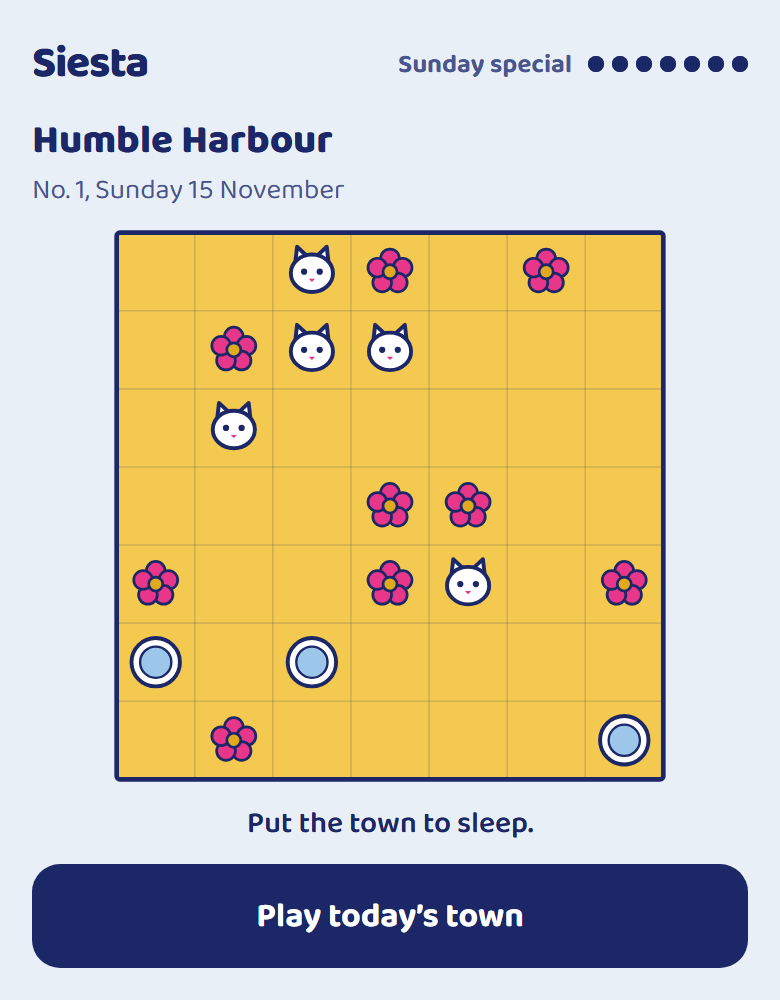 Siesta
Sunday special
Humble Harbour
No. 1, Sunday 15 November
Put the town to sleep.
Play today’s town